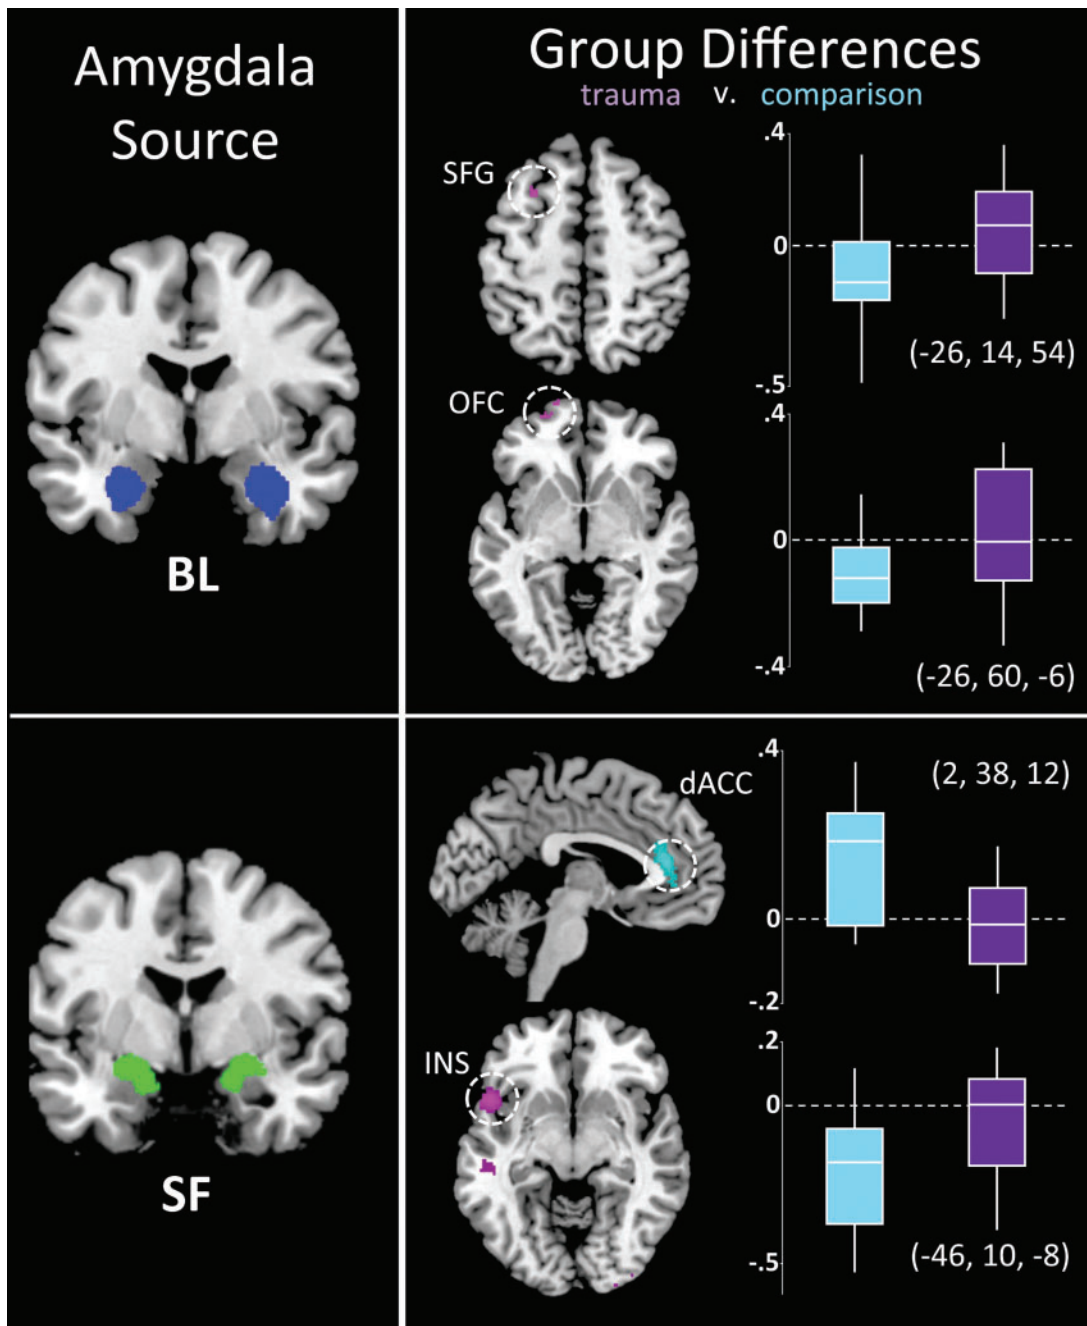 Amygdala
Source
BL
Group Differences
trauma v. comparison
SFG
.4
0
-.5
(-26, 14, 54)
OFC
.4
0
-.4
(-26, 60, -6)
SF
dACC
.4
0
-.2
(2, 38, 12)
INS
.2
0
-.5
(-46, 10, -8)